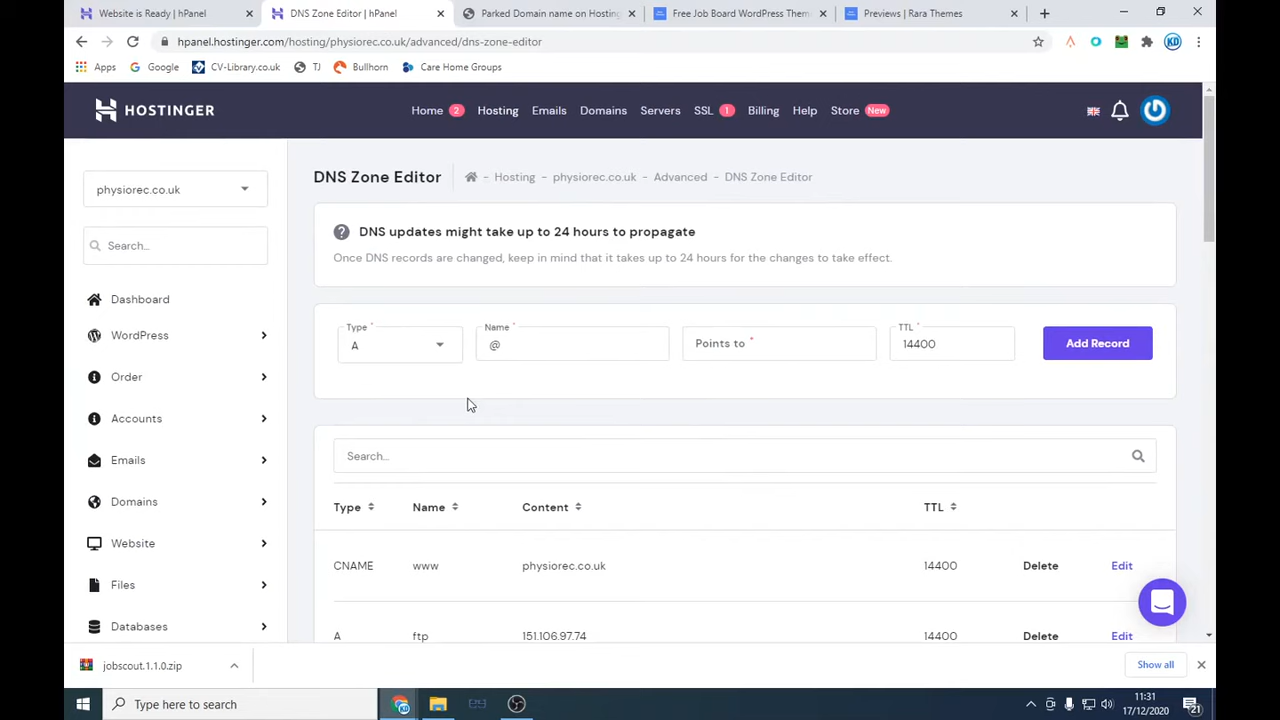 Website is Ready | hPanel
DNS Zone Editor | hPanel
Parked Domain name on Hosting
Free Job Board WordPress Them
Previews | Rara Themes
hpanel.hostinger.com/hosting/physiorec.co.uk/advanced/dns-zone-editor
KD
Apps
Google
CV-Library.co.uk
TJ
Bullhorn
Care Home Groups
HOSTINGER
Home 2
Hosting
Emails
Domains
Servers
SSL 1
Billing
Help
Store New
physiorec.co.uk
Search...
Dashboard
WordPress
Order
Accounts
Emails
Domains
Website
Files
Databases
DNS Zone Editor
- Hosting - physiorec.co.uk - Advanced - DNS Zone Editor
DNS updates might take up to 24 hours to propagate
Once DNS records are changed, keep in mind that it takes up to 24 hours for the changes to take effect.
Type *
A
Name *
@
Points to *
TTL *
14400
Add Record
Search...
Type Name Content TTL
CNAME www physiorec.co.uk 14400 Delete Edit
A ftp 151.106.97.74 14400 Delete Edit
jobscout.1.1.0.zip
Show all
Type here to search
11:31
17/12/2020
21